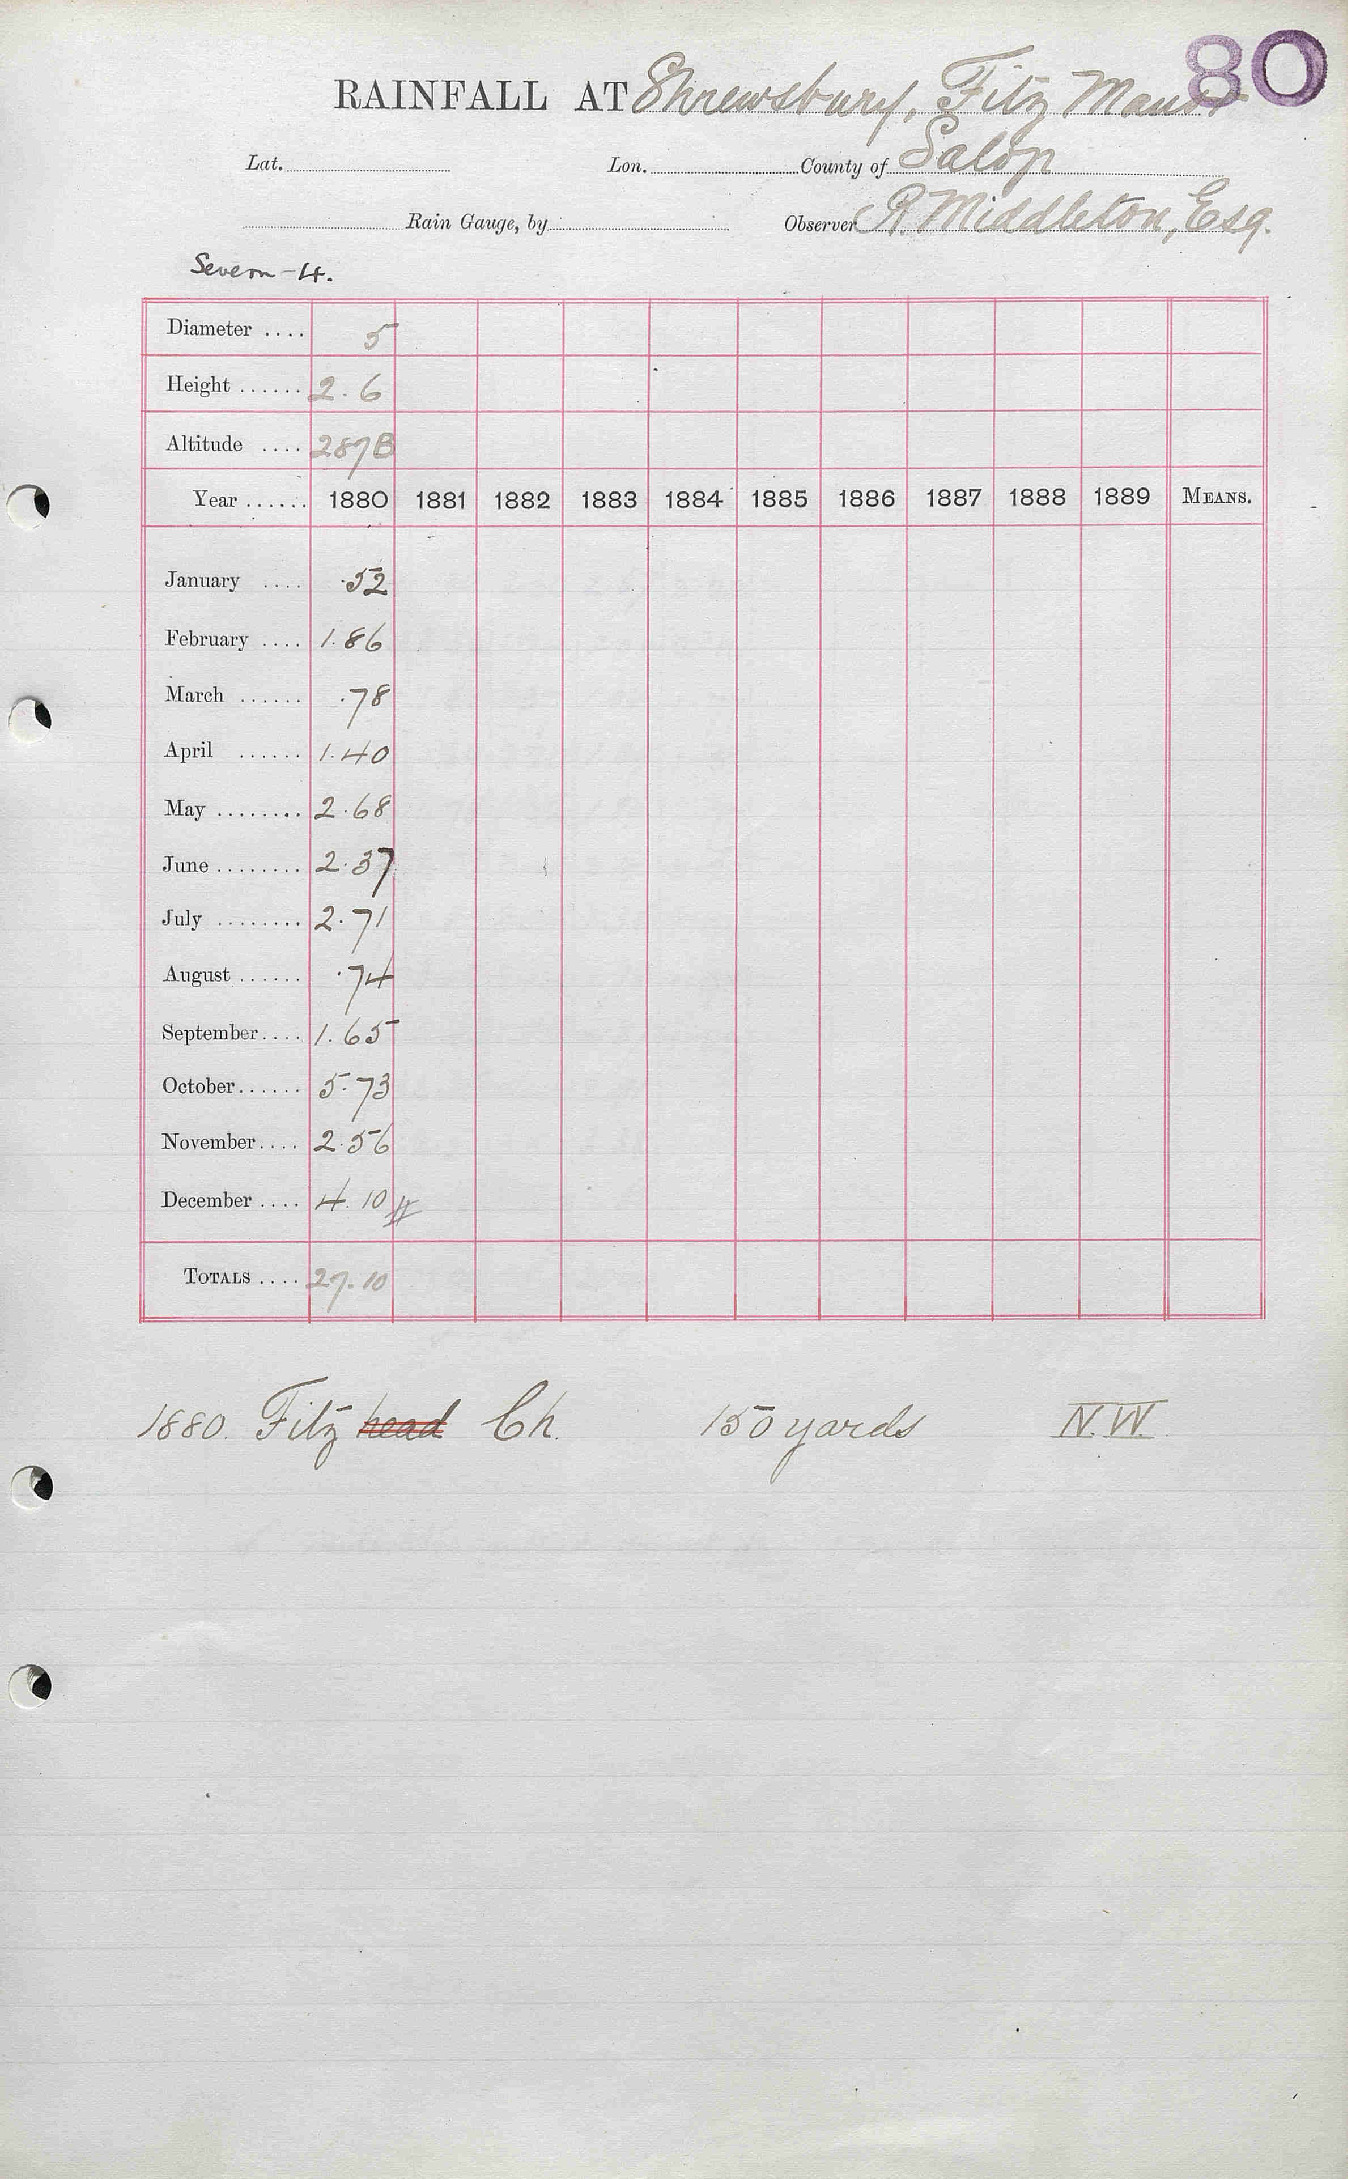 80
RAINFALL AT Shrewsbury, Fitz Manor
Lat. Lon. County of Salop
Rain Gauge, by Observer R. Middleton, Esq.
Severn - 4.
Diameter .... 5
Height ...... 2.6
Altitude .... 287B
Year ...... 1880 1881 1882 1883 1884 1885 1886 1887 1888 1889 MEANS.
January .... .52
February .... 1.86
March ...... .78
April ...... 1.40
May ........ 2.68
June ........ 2.37
July ........ 2.71
August ...... .74
September .... 1.65
October ...... 5.73
November .... 2.56
December .... 4.10
TOTALS .... 27.10
1880. Fitz head Ch. 150 yards N.W.